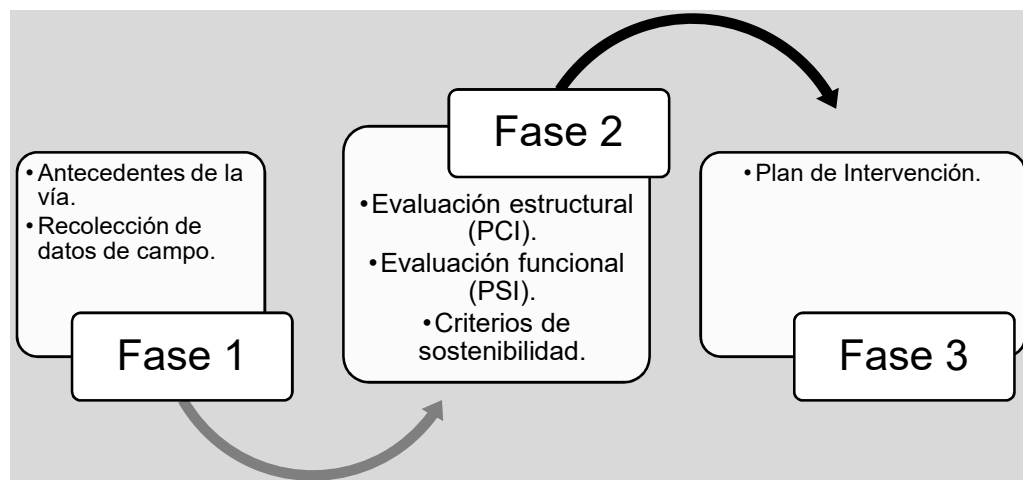 • Antecedentes de la
vía.
• Recolección de
datos de campo.
Fase 1
Fase 2
• Evaluación estructural
(PCI).
• Evaluación funcional
(PSI).
• Criterios de
sostenibilidad.
• Plan de Intervención.
Fase 3